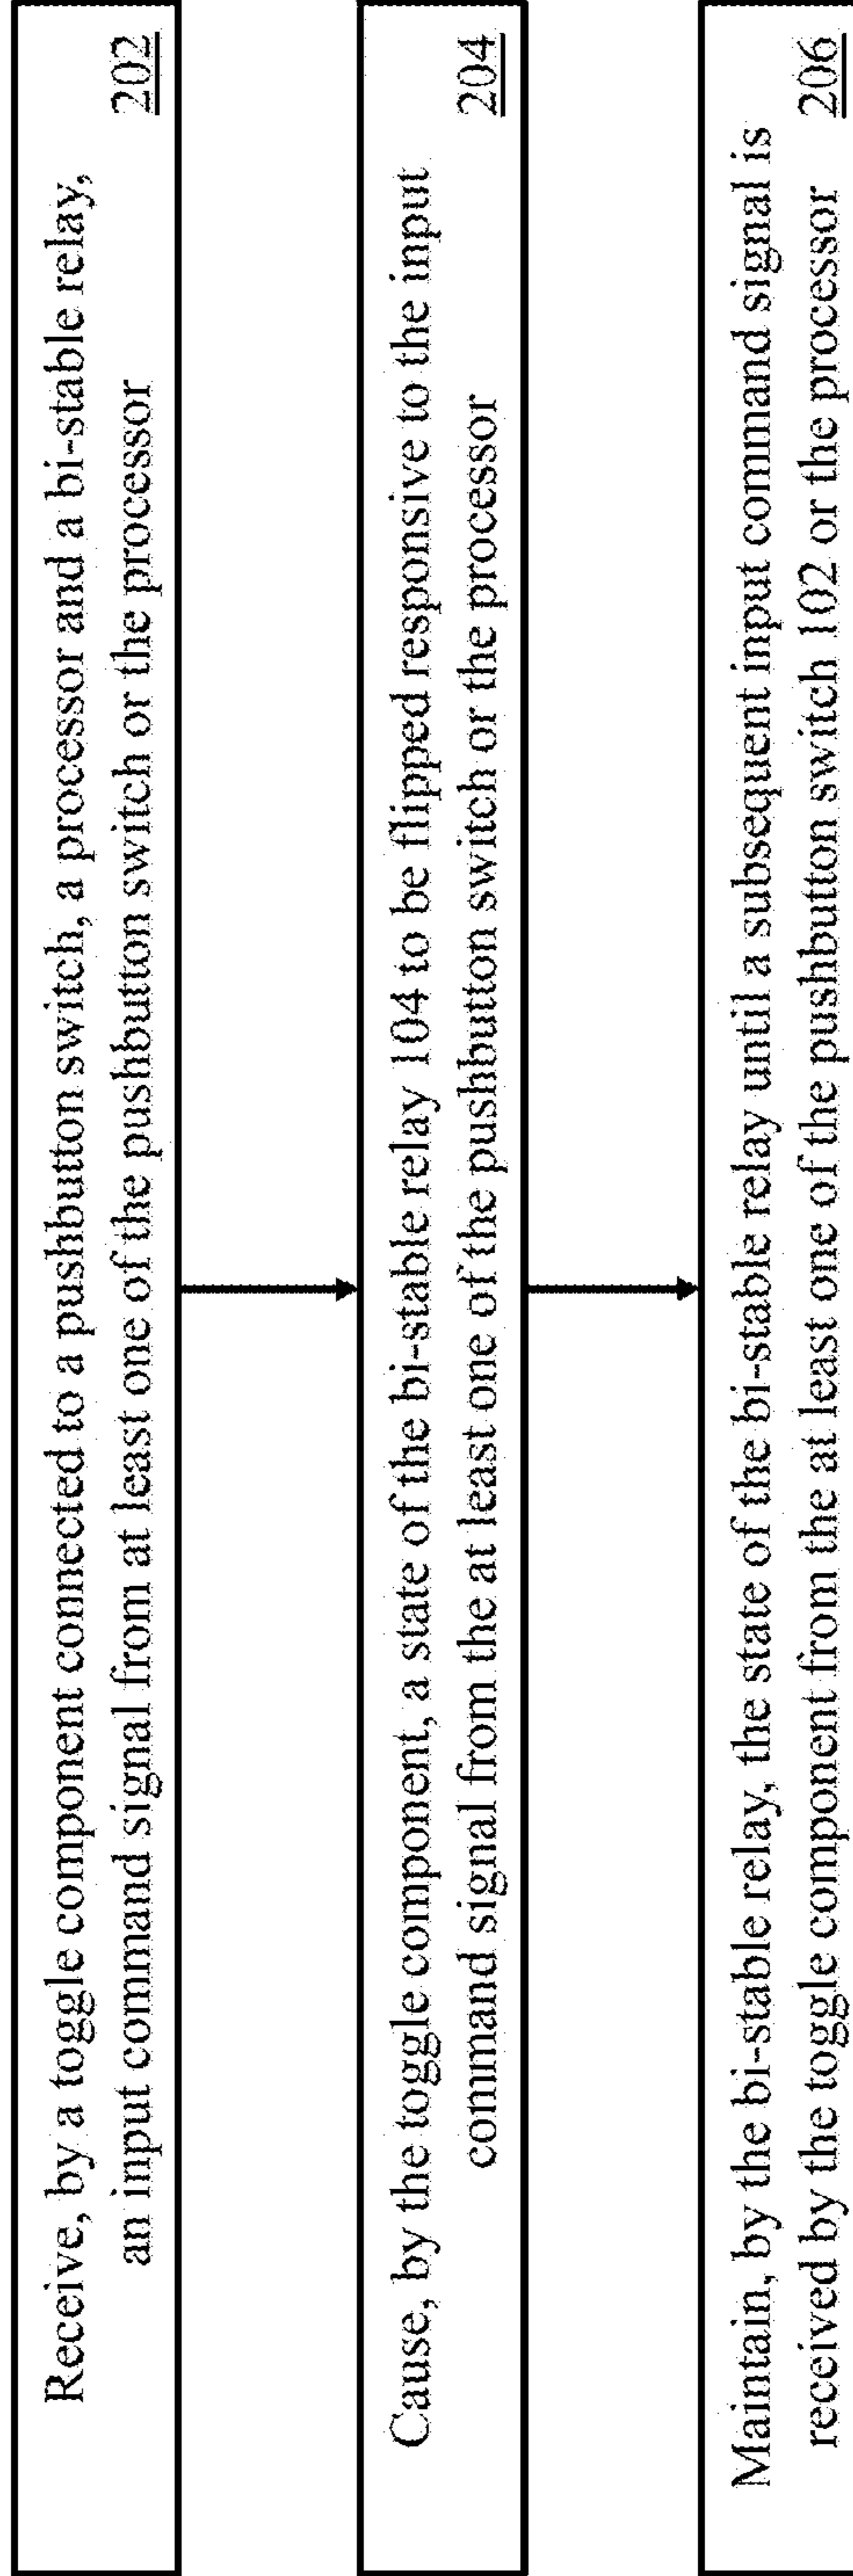 Receive, by a toggle component connected to a pushbutton switch, a processor and a bi-stable relay,
an input command signal from at least one of the pushbutton switch or the processor
202
Cause, by the toggle component, a state of the bi-stable relay 104 to be flipped responsive to the input
command signal from the at least one of the pushbutton switch or the processor
204
Maintain, by the bi-stable relay, the state of the bi-stable relay until a subsequent input command signal is
received by the toggle component from the at least one of the pushbutton switch 102 or the processor
206